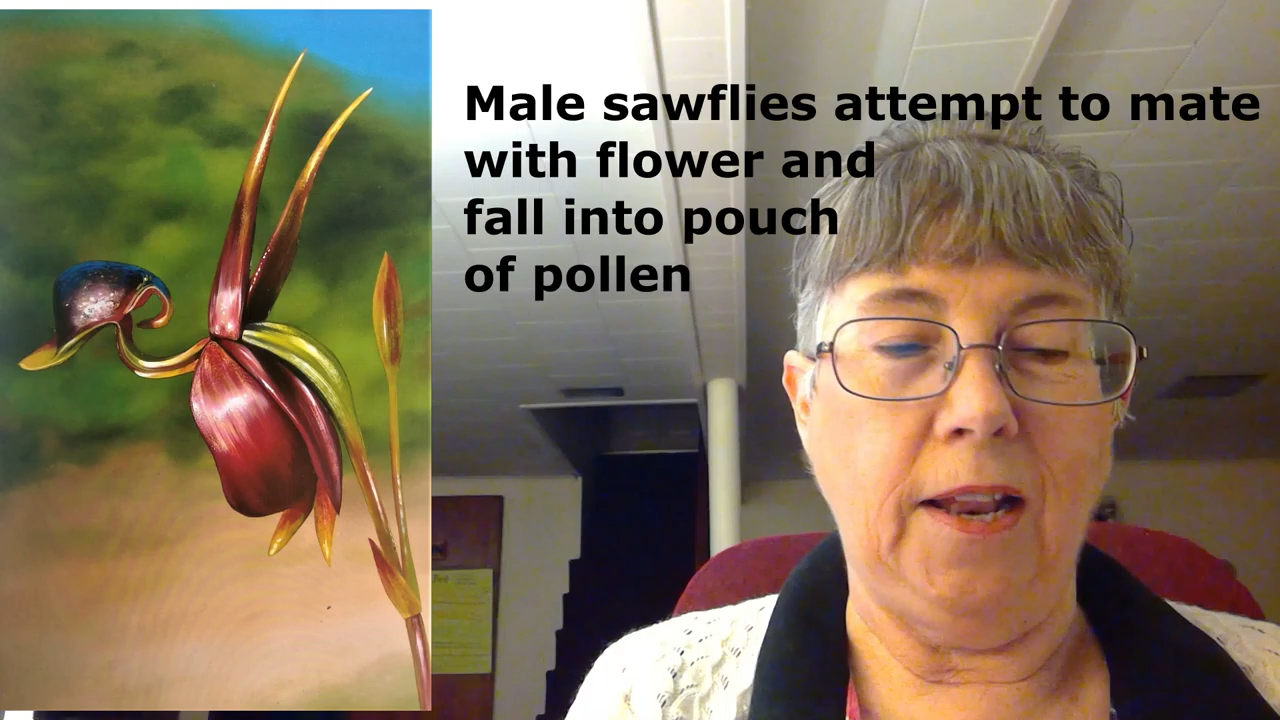 Male sawflies attempt to mate
with flower and
fall into pouch
of pollen